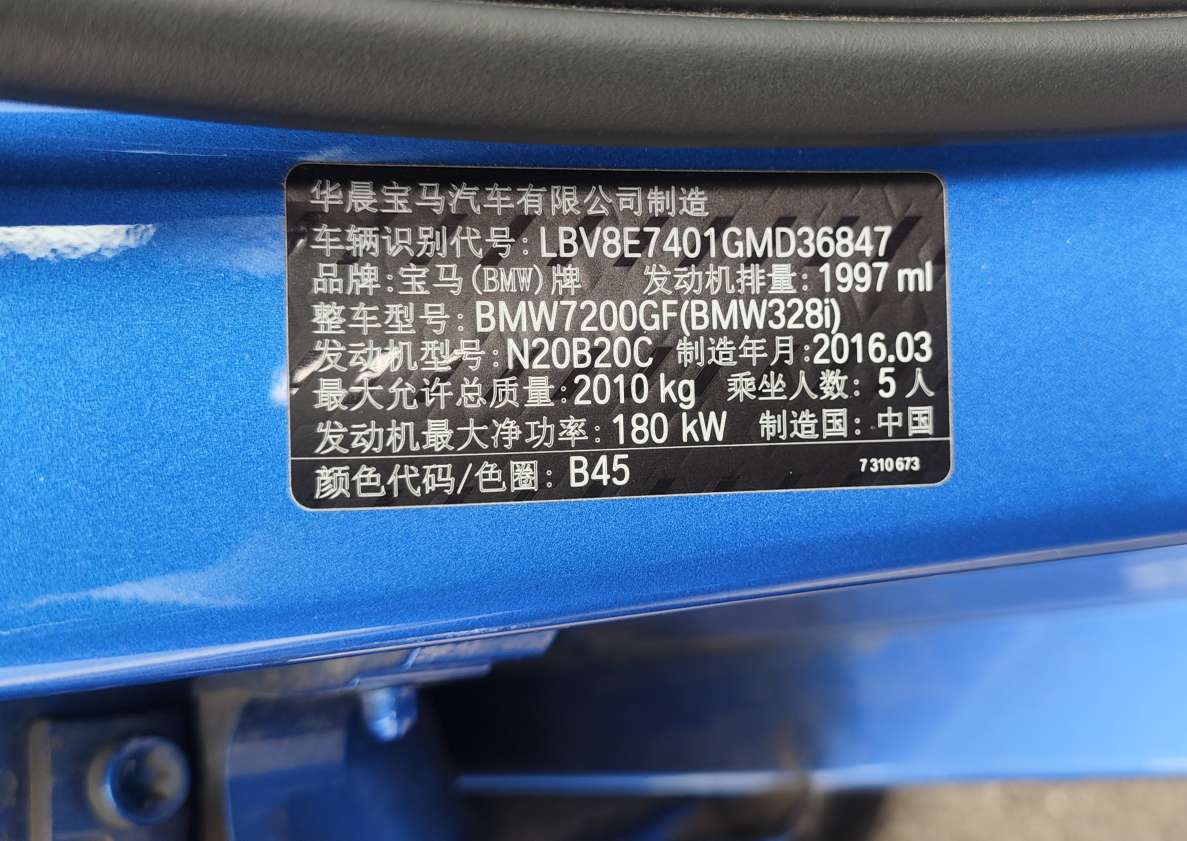 华晨宝马汽车有限公司制造
车辆识别代号: LBV8E7401GMD36847
品牌:宝马(BMW)牌 发动机排量: 1997 ml
整车型号: BMW7200GF(BMW328i)
发动机型号: N20B20C 制造年月:2016.03
最大允许总质量:2010 kg 乘坐人数: 5 人
发动机最大净功率: 180 kW 制造国: 中国
颜色代码/色圈: B45 7 310 673